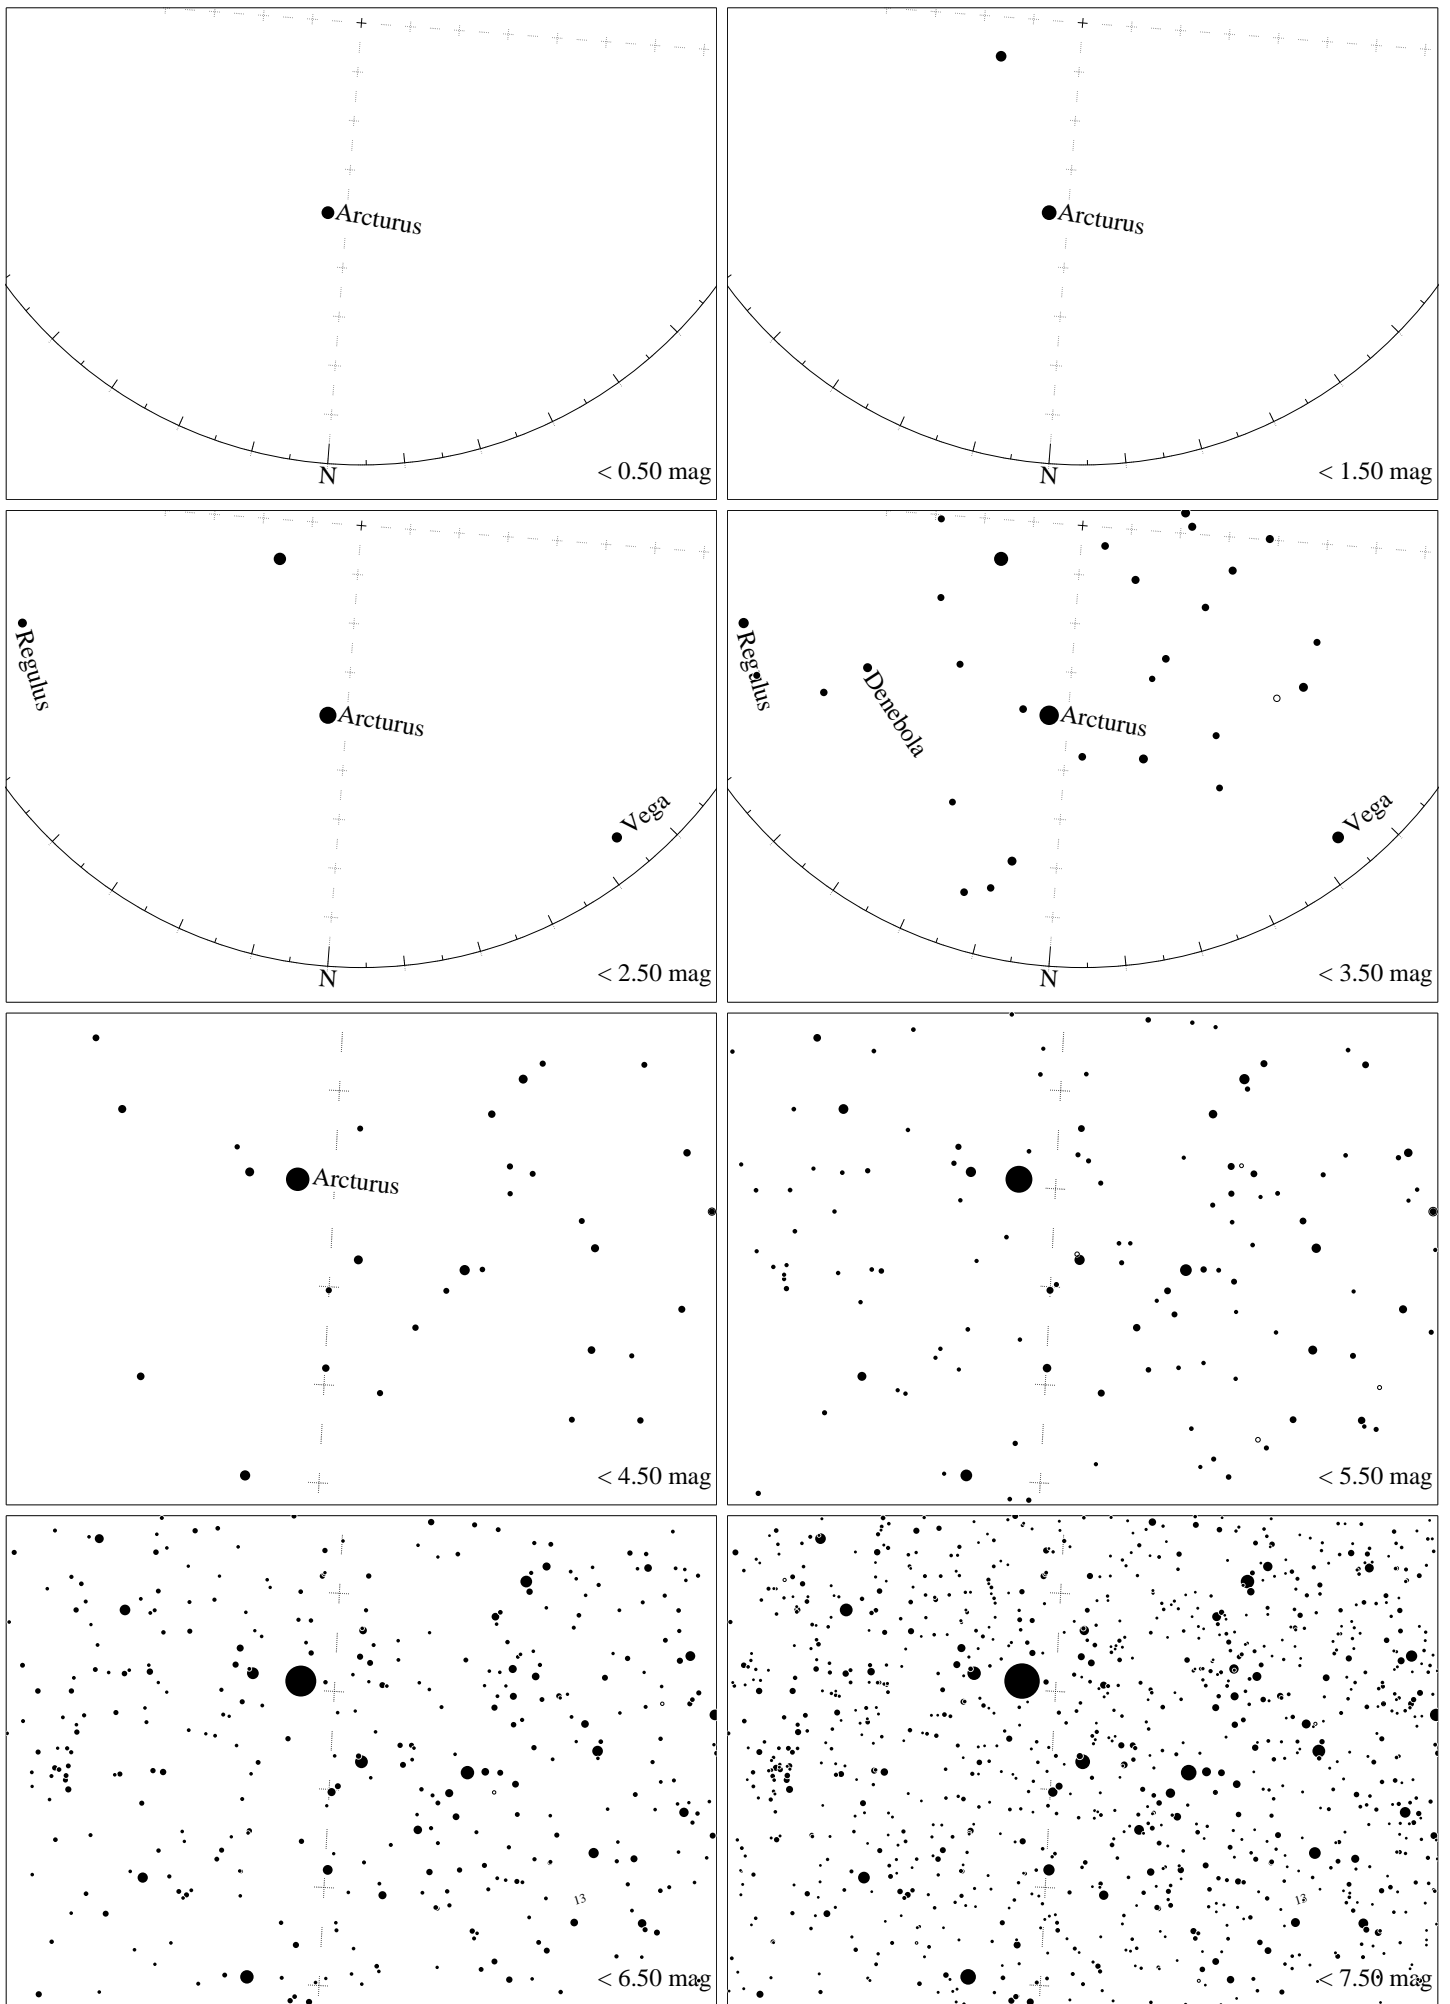 Arcturus
N
< 0.50 mag
Arcturus
N
< 1.50 mag
Regulus
Arcturus
Vega
N
< 2.50 mag
Regulus
Denebola
Arcturus
Vega
N
< 3.50 mag
Arcturus
< 4.50 mag
< 5.50 mag
13
< 6.50 mag
13
< 7.50 mag